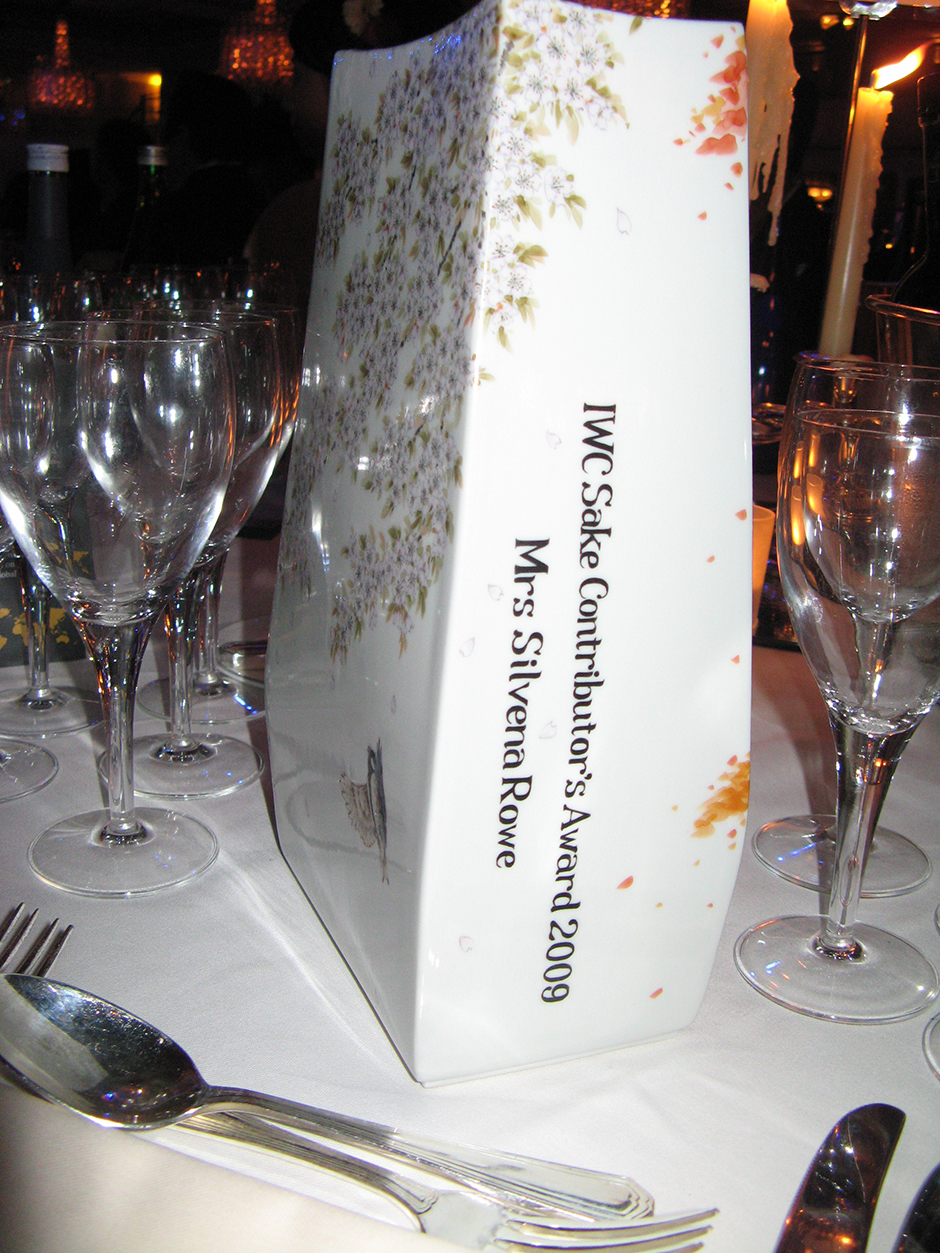 IWC Sake Contributor's Award 2009
Mrs Silvena Rowe